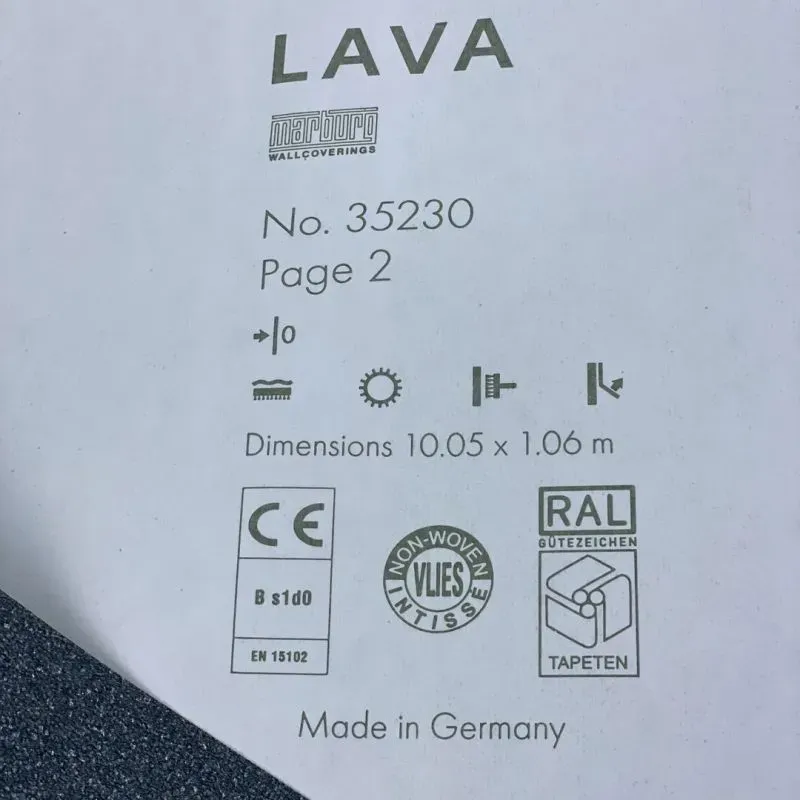 LAVA
marburg
WALLCOVERINGS
No. 35230
Page 2
0
Dimensions 10.05 x 1.06 m
CE
B s1d0
EN 15102
NON-WOVEN
VLIES
INTISSÉ
RAL
GÜTEZEICHEN
TAPETEN
Made in Germany